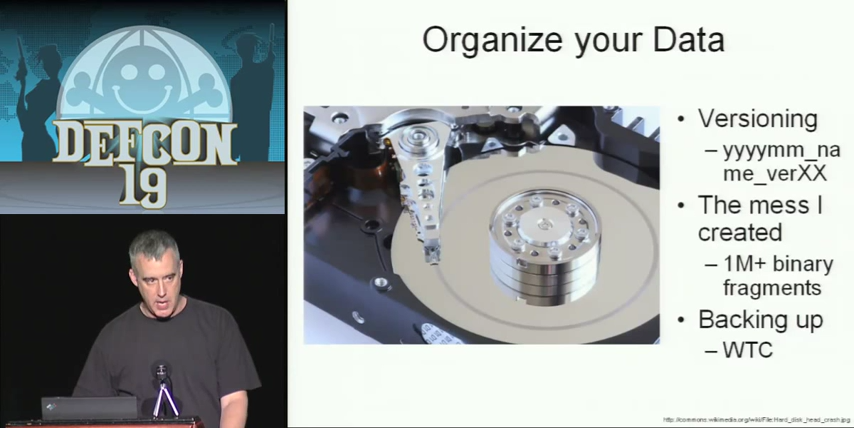 DEFCON
19
Organize your Data
• Versioning
– yyyymm_na
me_verXX
• The mess I
created
– 1M+ binary
fragments
• Backing up
– WTC
http://commons.wikimedia.org/wiki/File:Hard_disk_head_crash.jpg